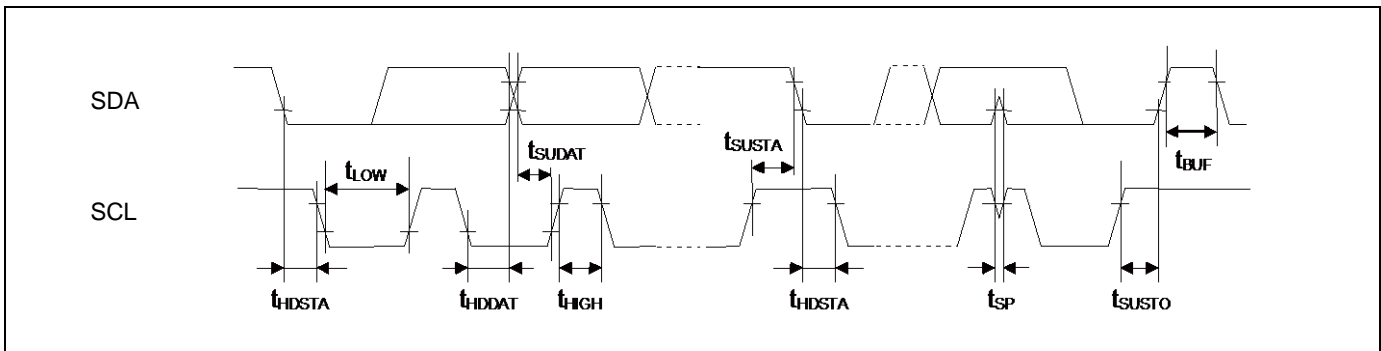 SDA
tSUSTA
tSUDAT
tBUF
tLOW
SCL
tHDSTA
tHDDAT
tHIGH
tHDSTA
tSP
tSUSTO